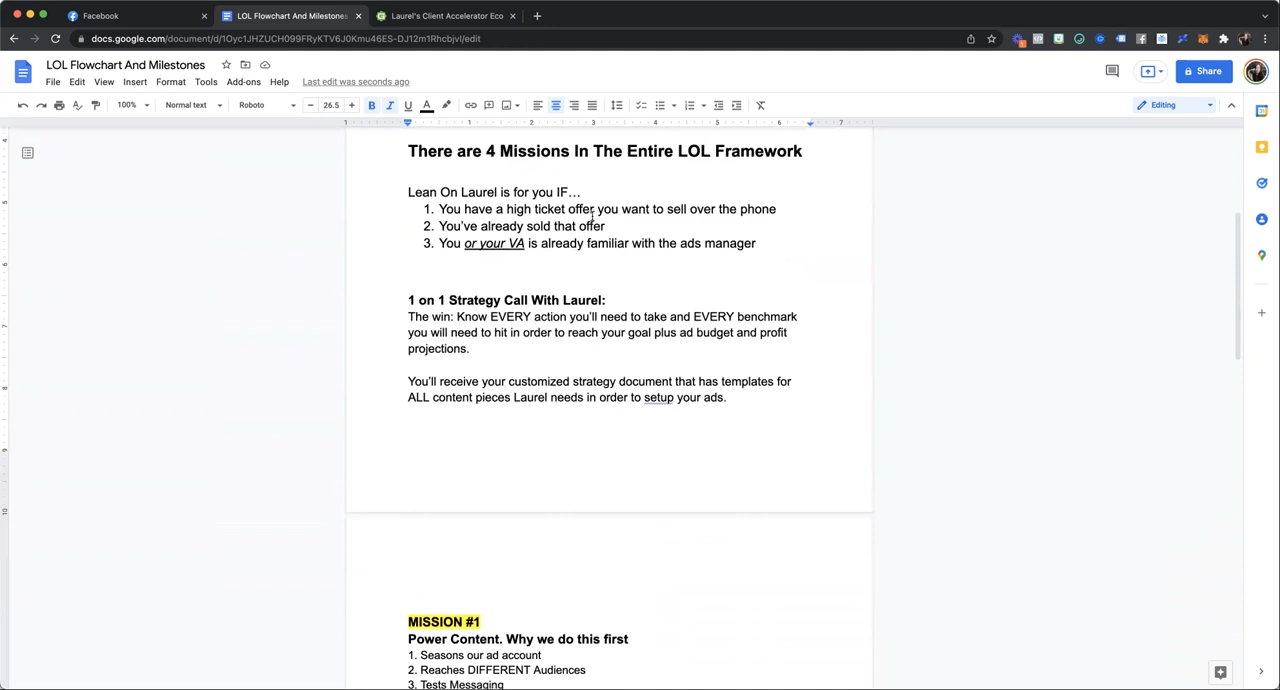 Facebook
LOL Flowchart And Milestones
Laurel's Client Accelerator Eco
docs.google.com/document/d/1Oyc1JHZUCH099FRyKTV6J0Kmu46ES-DJ12m1Rhcbjvl/edit
LOL Flowchart And Milestones
File Edit View Insert Format Tools Add-ons Help Last edit was seconds ago
Share
100% Normal text Roboto 26.5 Editing
There are 4 Missions In The Entire LOL Framework
Lean On Laurel is for you IF…
1. You have a high ticket offer you want to sell over the phone
2. You've already sold that offer
3. You or your VA is already familiar with the ads manager
1 on 1 Strategy Call With Laurel:
The win: Know EVERY action you'll need to take and EVERY benchmark
you will need to hit in order to reach your goal plus ad budget and profit
projections.
You'll receive your customized strategy document that has templates for
ALL content pieces Laurel needs in order to setup your ads.
MISSION #1
Power Content. Why we do this first
1. Seasons our ad account
2. Reaches DIFFERENT Audiences
3. Tests Messaging